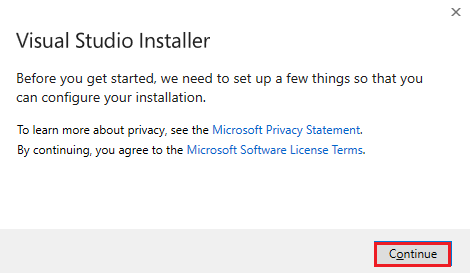 Visual Studio Installer
Before you get started, we need to set up a few things so that you
can configure your installation.
To learn more about privacy, see the Microsoft Privacy Statement.
By continuing, you agree to the Microsoft Software License Terms.
Continue